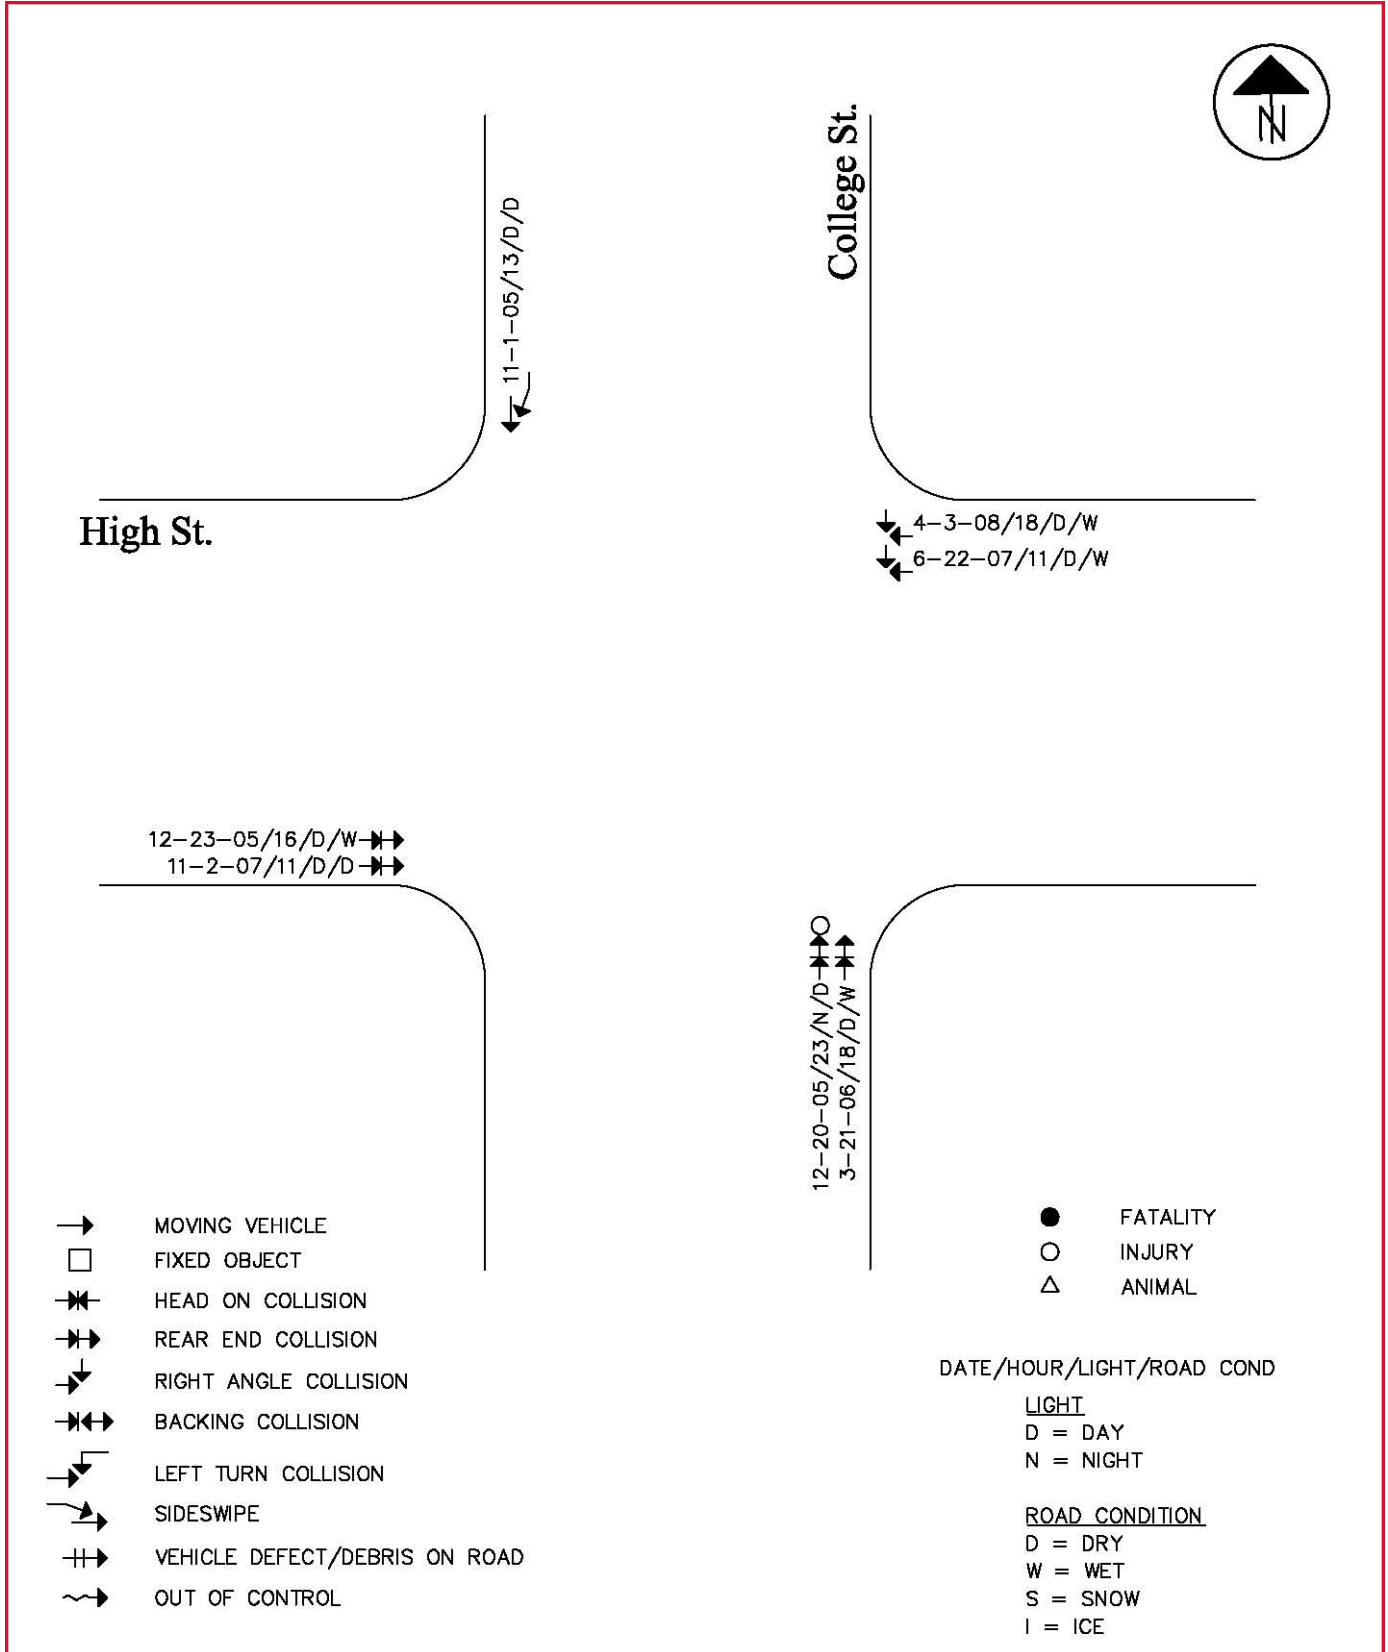 N
College St.
11-1-05/13/D/D
High St.
4-3-08/18/D/W
6-22-07/11/D/W
12-23-05/16/D/W
11-2-07/11/D/D
12-20-05/23/N/D
3-21-06/18/D/W
MOVING VEHICLE
FIXED OBJECT
HEAD ON COLLISION
REAR END COLLISION
RIGHT ANGLE COLLISION
BACKING COLLISION
LEFT TURN COLLISION
SIDESWIPE
VEHICLE DEFECT/DEBRIS ON ROAD
OUT OF CONTROL
FATALITY
INJURY
ANIMAL
DATE/HOUR/LIGHT/ROAD COND
LIGHT
D = DAY
N = NIGHT
ROAD CONDITION
D = DRY
W = WET
S = SNOW
I = ICE